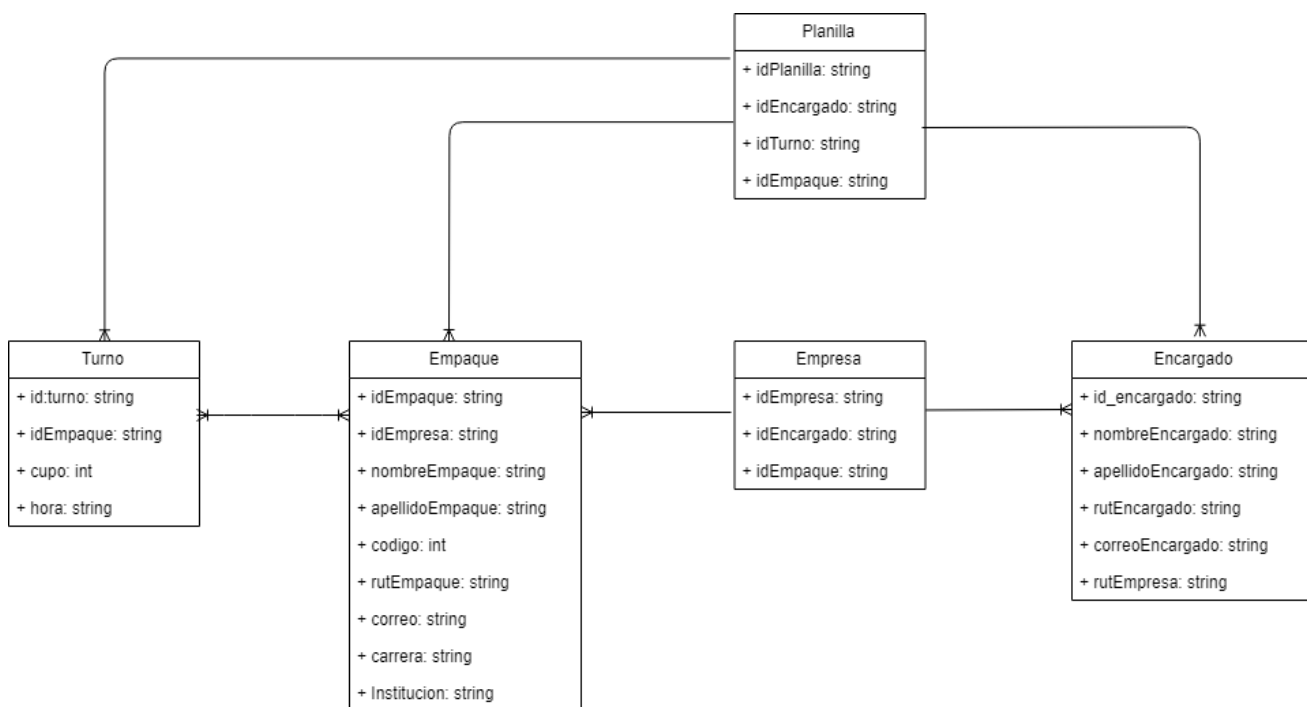 Planilla
+ idPlanilla: string
+ idEncargado: string
+ idTurno: string
+ idEmpaque: string
Turno
+ id:turno: string
+ idEmpaque: string
+ cupo: int
+ hora: string
Empaque
+ idEmpaque: string
+ idEmpresa: string
+ nombreEmpaque: string
+ apellidoEmpaque: string
+ codigo: int
+ rutEmpaque: string
+ correo: string
+ carrera: string
+ Institucion: string
Empresa
+ idEmpresa: string
+ idEncargado: string
+ idEmpaque: string
Encargado
+ id_encargado: string
+ nombreEncargado: string
+ apellidoEncargado: string
+ rutEncargado: string
+ correoEncargado: string
+ rutEmpresa: string